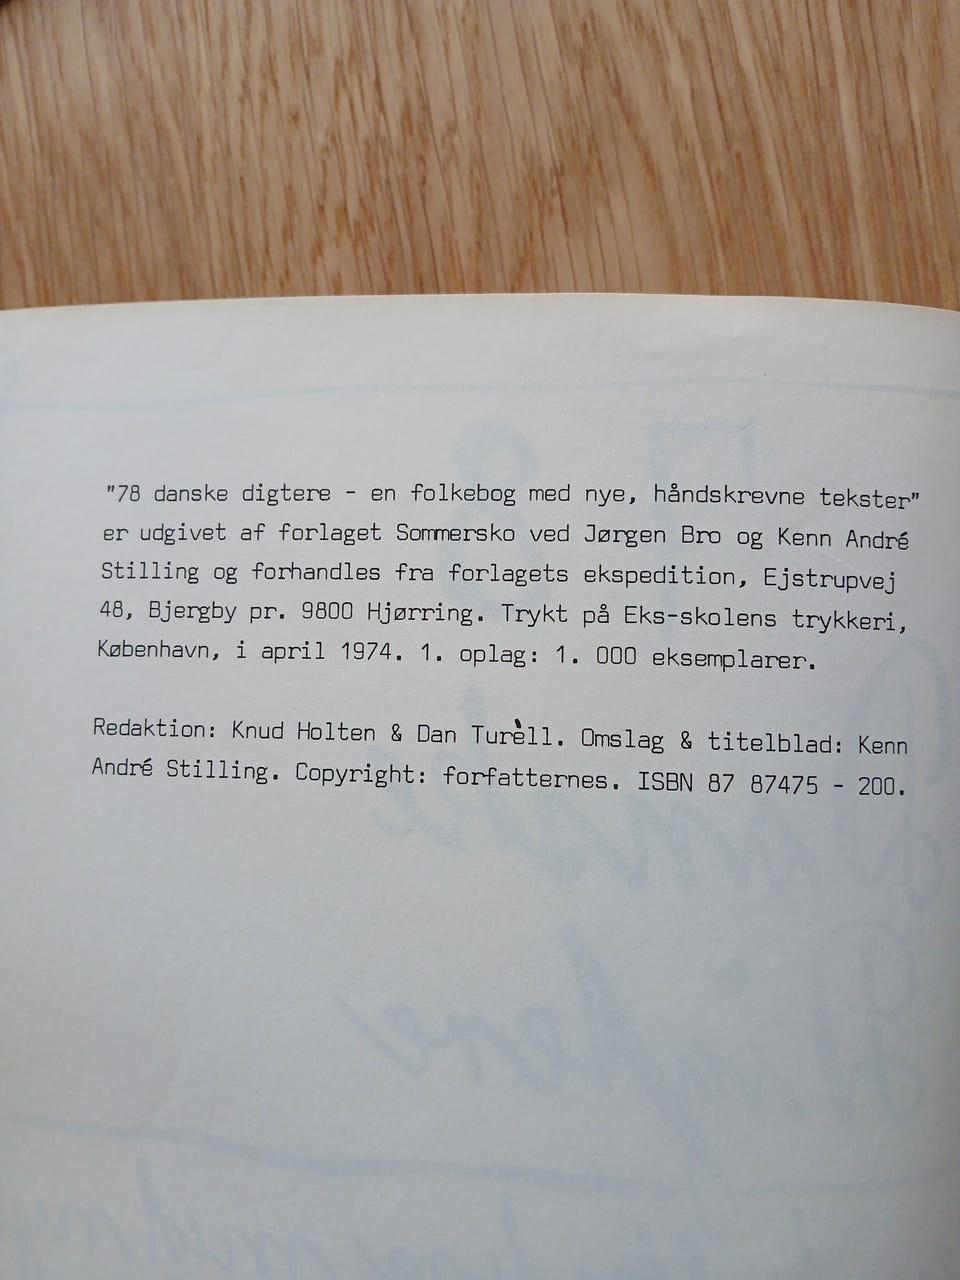 "78 danske digtere - en folkebog med nye, håndskrevne tekster"
er udgivet af forlaget Sommersko ved Jørgen Bro og Kenn André
Stilling og forhandles fra forlagets ekspedition, Ejstrupvej
48, Bjergby pr. 9800 Hjørring. Trykt på Eks-skolens trykkeri,
København, i april 1974. 1. oplag: 1. 000 eksemplarer.
Redaktion: Knud Holten & Dan Turèll. Omslag & titelblad: Kenn
André Stilling. Copyright: forfatternes. ISBN 87 87475 - 200.